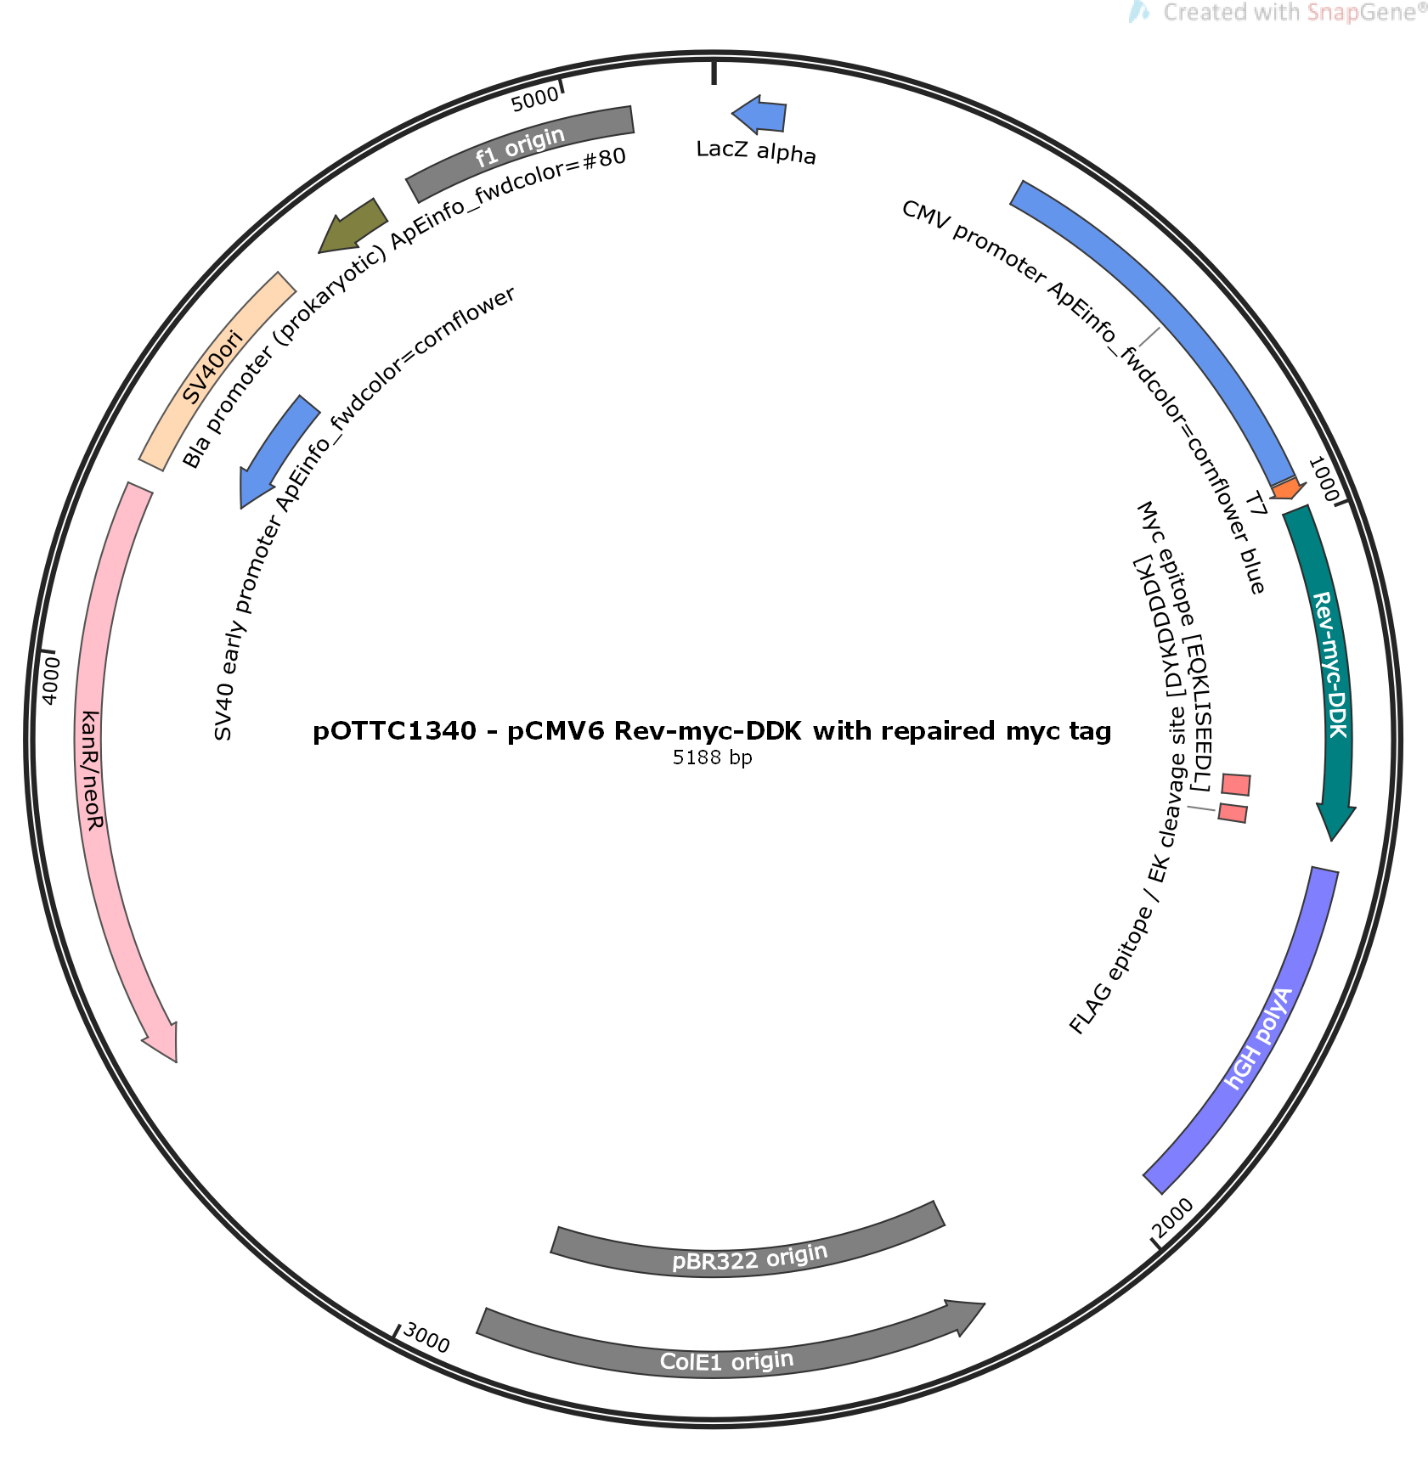 Created with SnapGene®
5000
f1 origin
LacZ alpha
ApEinfo_fwdcolor=#80
Bla promoter (prokaryotic)
CMV promoter ApEinfo_fwdcolor=cornflower blue
SV40ori
SV40 early promoter ApEinfo_fwdcolor=cornflower
1000
T7
Myc epitope [EQKLISEEDL]
FLAG epitope / EK cleavage site [DYKDDDDK]
Rev-myc-DDK
4000
kanR/neoR
pOTTC1340 - pCMV6 Rev-myc-DDK with repaired myc tag
5188 bp
hGH polyA
2000
pBR322 origin
3000
ColE1 origin